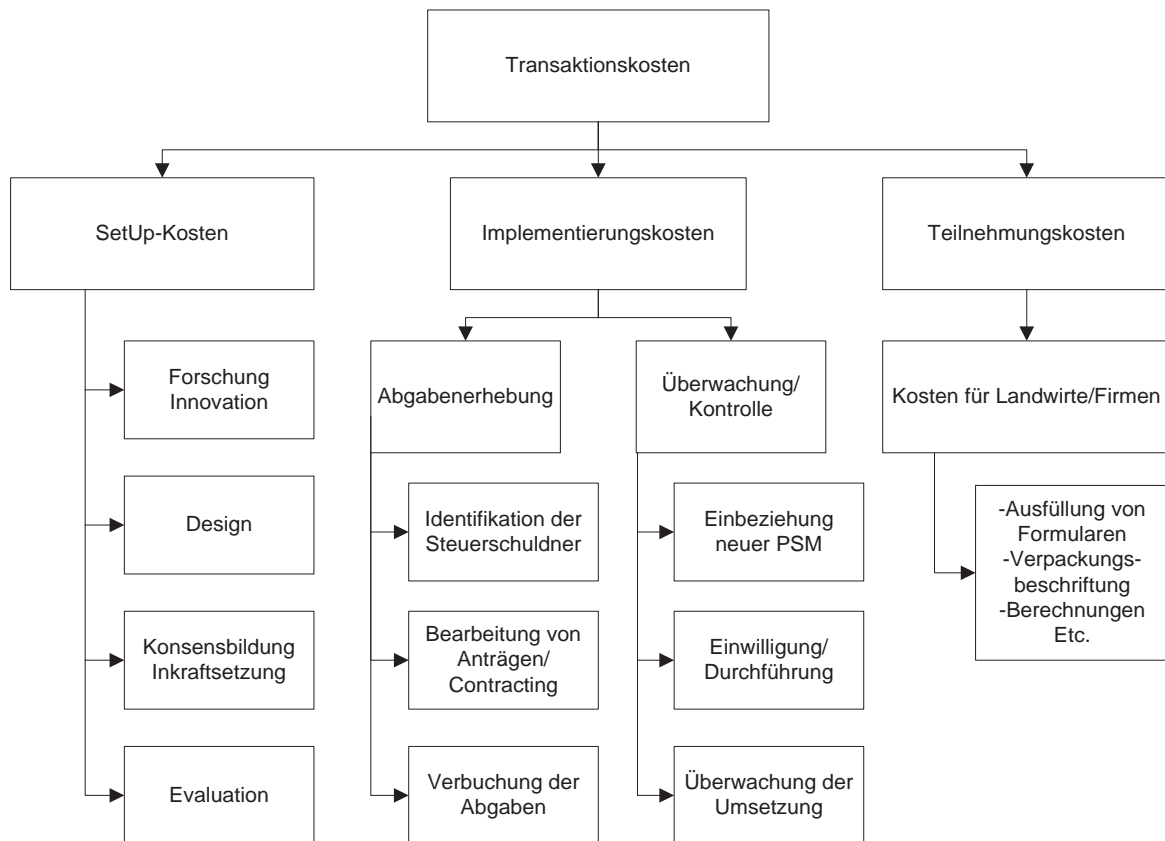 Transaktionskosten
SetUp-Kosten
Implementierungskosten
Teilnehmungskosten
Forschung
Innovation
Design
Konsensbildung
Inkraftsetzung
Evaluation
Abgabenerhebung
Identifikation der
Steuerschuldner
Bearbeitung von
Anträgen/
Contracting
Verbuchung der
Abgaben
Überwachung/
Kontrolle
Einbeziehung
neuer PSM
Einwilligung/
Durchführung
Überwachung der
Umsetzung
Kosten für Landwirte/Firmen
-Ausfüllung von
Formularen
-Verpackungs-
beschriftung
-Berechnungen
Etc.